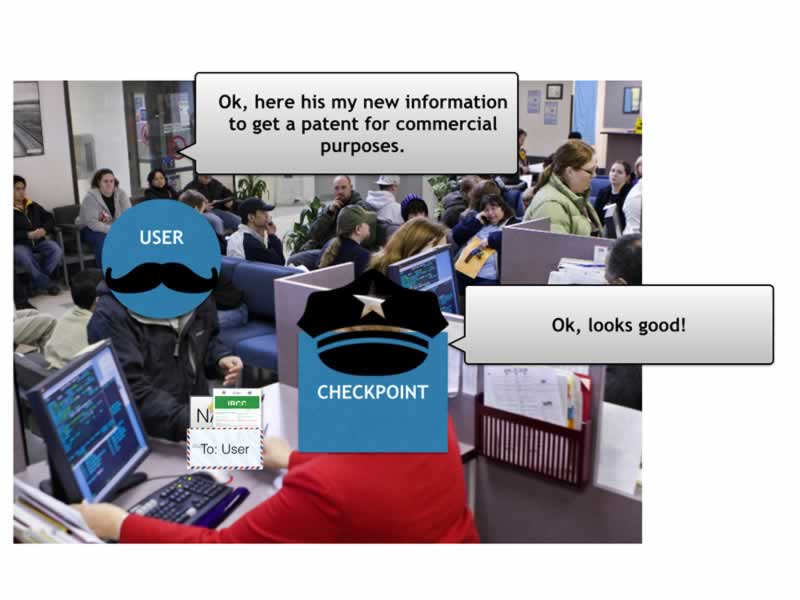 Ok, here his my new information
to get a patent for commercial
purposes.
USER
Ok, looks good!
CHECKPOINT
To: User